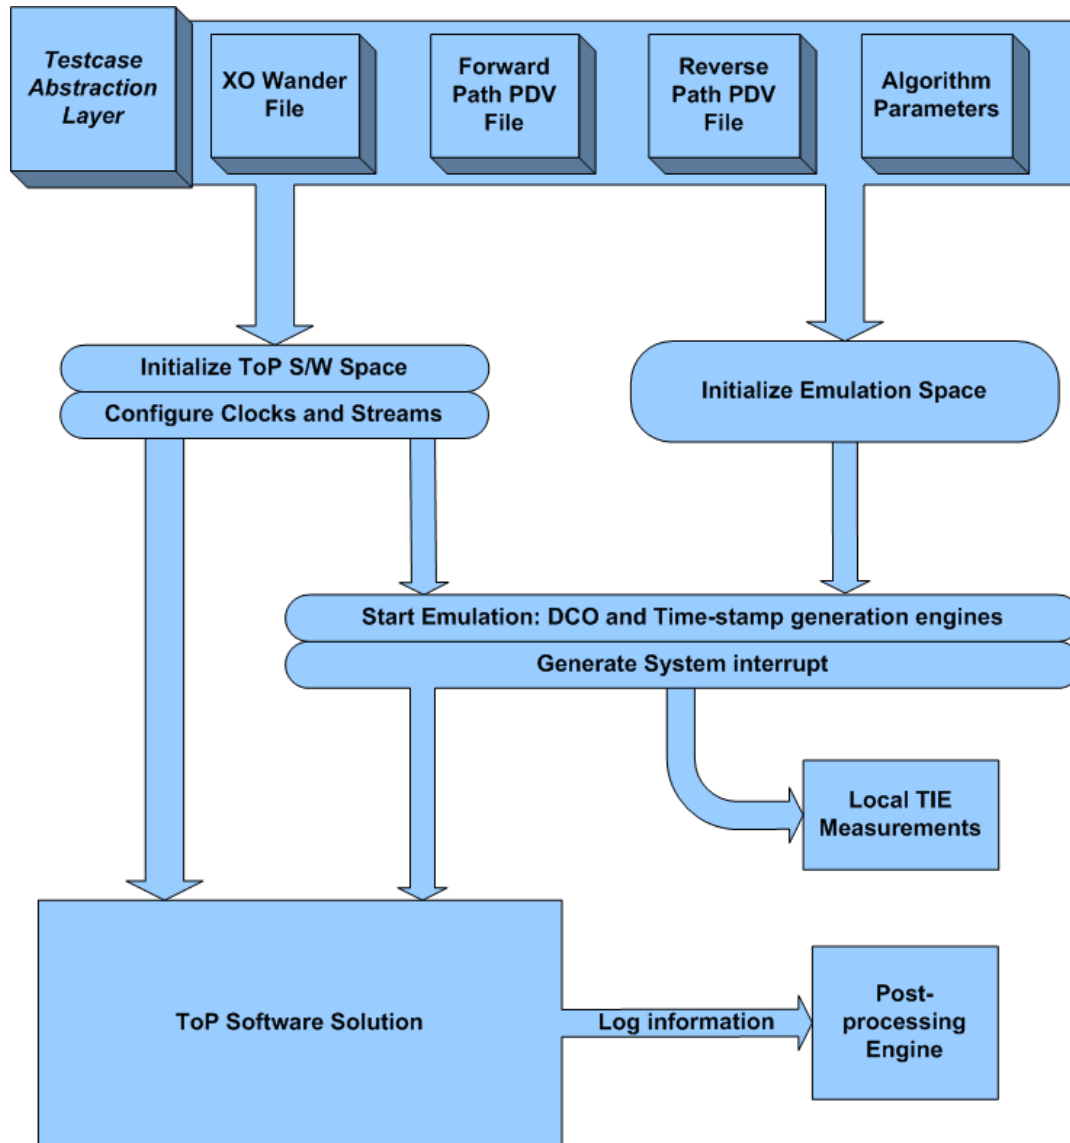 Testcase
Abstraction
Layer
XO Wander
File
Forward
Path PDV
File
Reverse
Path PDV
File
Algorithm
Parameters
Initialize ToP S/W Space
Configure Clocks and Streams
Initialize Emulation Space
Start Emulation: DCO and Time-stamp generation engines
Generate System interrupt
Local TIE
Measurements
ToP Software Solution
Log information
Post-
processing
Engine